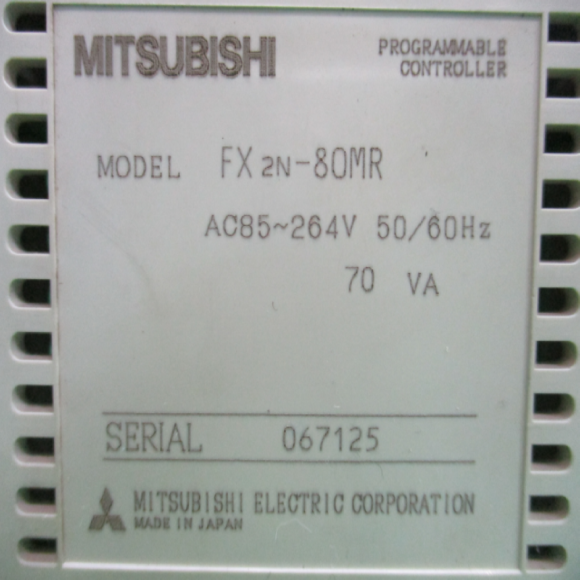 MITSUBISHI
PROGRAMMABLE
CONTROLLER
MODEL FX2N-80MR
AC85~264V 50/60Hz
70 VA
SERIAL 067125
MITSUBISHI ELECTRIC CORPORATION
MADE IN JAPAN